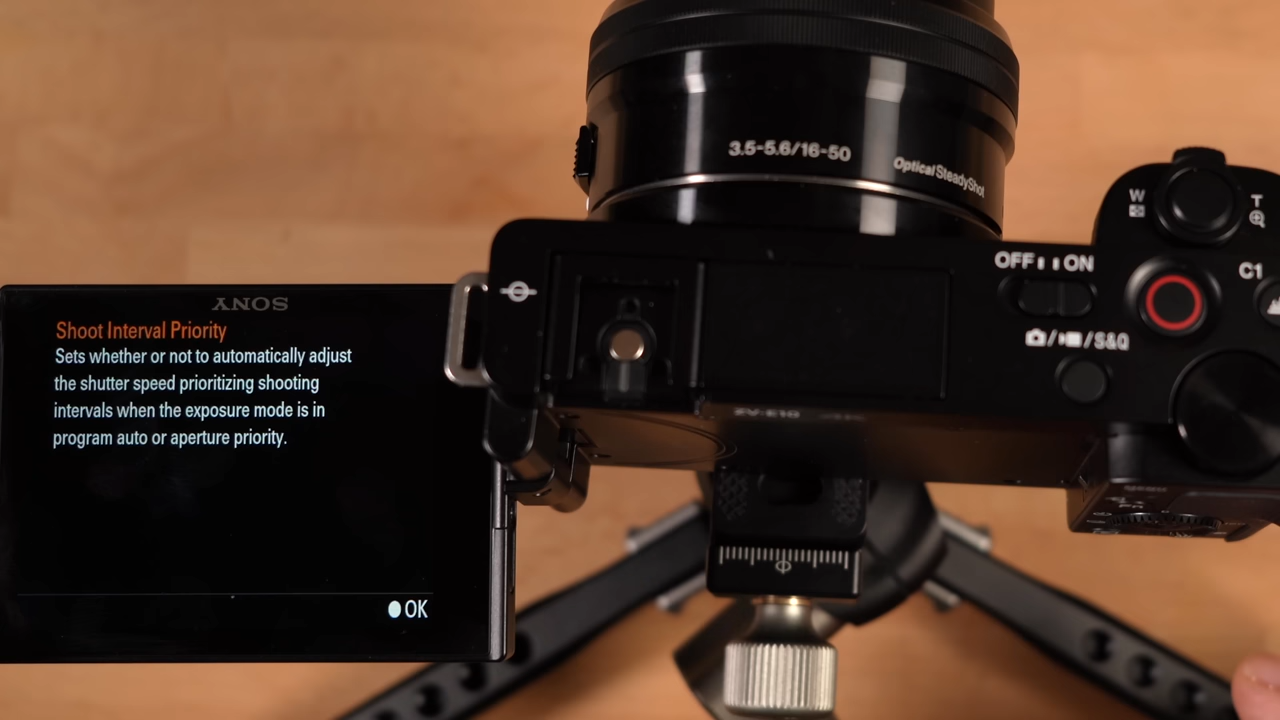 SONY
Shoot Interval Priority
Sets whether or not to automatically adjust
the shutter speed prioritizing shooting
intervals when the exposure mode is in
program auto or aperture priority.
OK
3.5-5.6/16-50
Optical SteadyShot
OFF ON
W
T
C1
/ /S&Q
ZV-E10